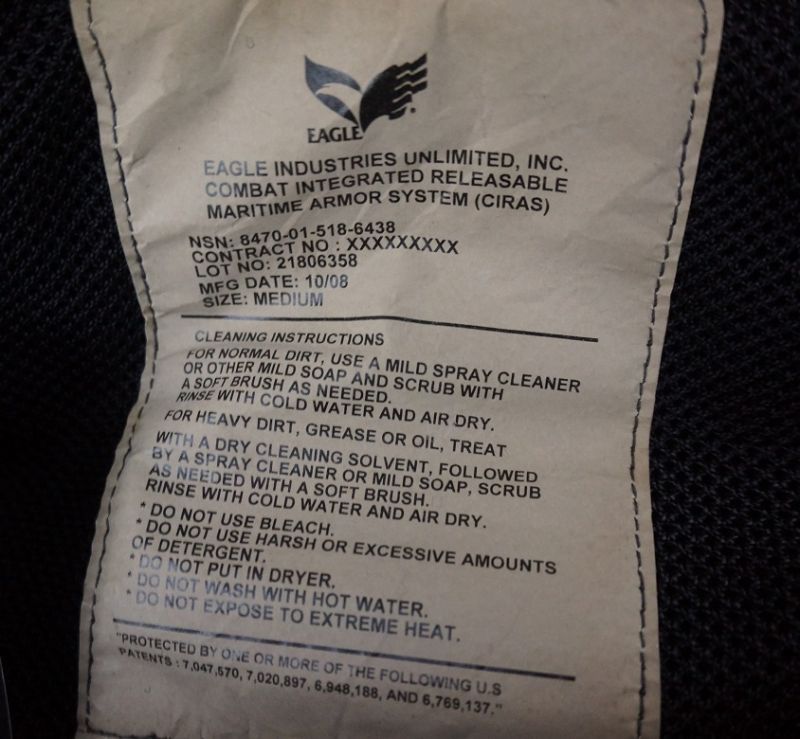 EAGLE
EAGLE INDUSTRIES UNLIMITED, INC.
COMBAT INTEGRATED RELEASABLE
MARITIME ARMOR SYSTEM (CIRAS)
NSN: 8470-01-518-6438
CONTRACT NO : XXXXXXXXX
LOT NO: 21806358
MFG DATE: 10/08
SIZE: MEDIUM
CLEANING INSTRUCTIONS
FOR NORMAL DIRT, USE A MILD SPRAY CLEANER
OR OTHER MILD SOAP AND SCRUB WITH
A SOFT BRUSH AS NEEDED.
RINSE WITH COLD WATER AND AIR DRY.
FOR HEAVY DIRT, GREASE OR OIL, TREAT
WITH A DRY CLEANING SOLVENT, FOLLOWED
BY A SPRAY CLEANER OR MILD SOAP, SCRUB
AS NEEDED WITH A SOFT BRUSH.
RINSE WITH COLD WATER AND AIR DRY.
* DO NOT USE BLEACH.
* DO NOT USE HARSH OR EXCESSIVE AMOUNTS
OF DETERGENT.
* DO NOT PUT IN DRYER.
* DO NOT WASH WITH HOT WATER.
* DO NOT EXPOSE TO EXTREME HEAT.
"PROTECTED BY ONE OR MORE OF THE FOLLOWING U.S
PATENTS : 7,047,570, 7,020,897, 6,948,188, AND 6,769,137."